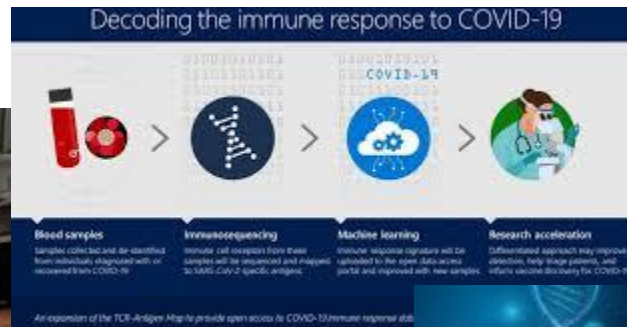 Decoding the immune response to COVID-19
COVID-19
Blood samples
Samples collected and de-identified
from individuals diagnosed with or
recovered from COVID-19
Immunosequencing
Immune cell receptors from these
samples will be sequenced and mapped
to SARS-CoV-2 specific antigens
Machine learning
Immune response signature will be
uploaded to the open data access
portal and improved with new samples
Research acceleration
Differentiated approach may improve
detection, help triage patients, and
inform vaccine discovery for COVID-1
An expansion of the TCR-Antigen Map to provide open access to COVID-19 immune response dat